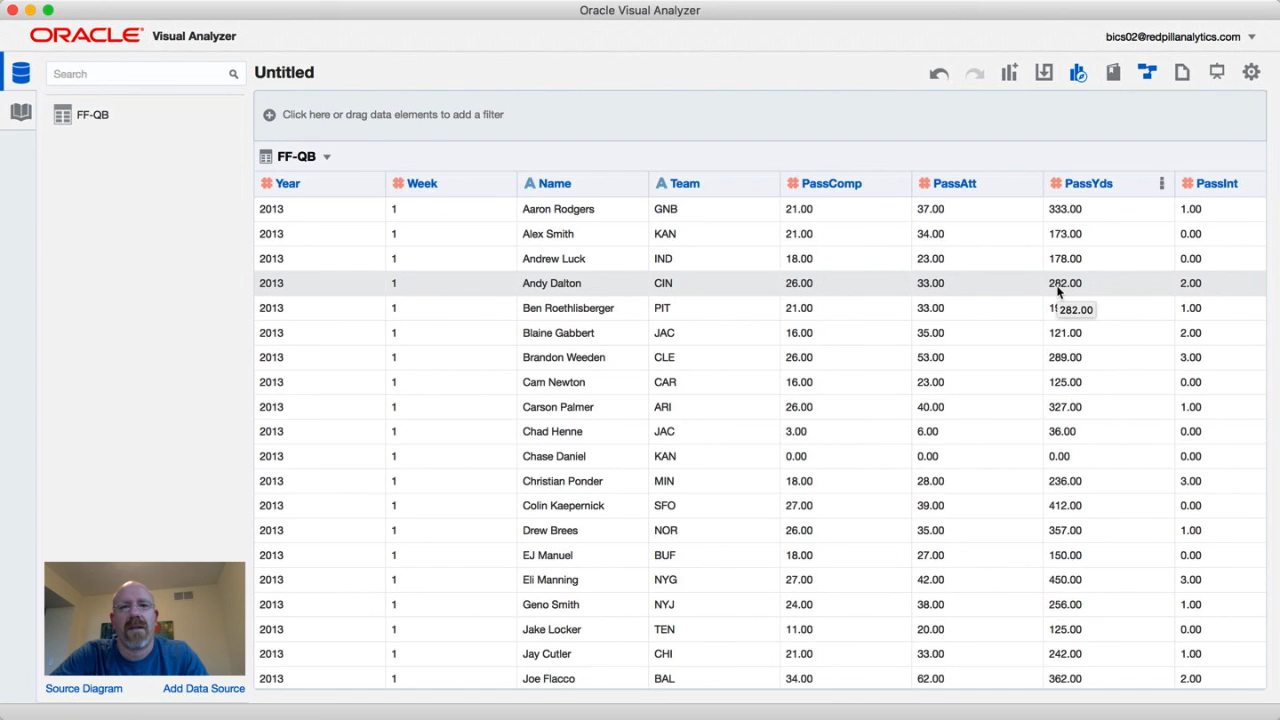 Oracle Visual Analyzer
ORACLE Visual Analyzer
bics02@redpillanalytics.com
Search
Untitled
FF-QB
Click here or drag data elements to add a filter
FF-QB
# Year # Week A Name A Team # PassComp # PassAtt # PassYds # PassInt
2013 1 Aaron Rodgers GNB 21.00 37.00 333.00 1.00
2013 1 Alex Smith KAN 21.00 34.00 173.00 0.00
2013 1 Andrew Luck IND 18.00 23.00 178.00 0.00
2013 1 Andy Dalton CIN 26.00 33.00 282.00 2.00
2013 1 Ben Roethlisberger PIT 21.00 33.00 1.00
282.00
2013 1 Blaine Gabbert JAC 16.00 35.00 121.00 2.00
2013 1 Brandon Weeden CLE 26.00 53.00 289.00 3.00
2013 1 Cam Newton CAR 16.00 23.00 125.00 0.00
2013 1 Carson Palmer ARI 26.00 40.00 327.00 1.00
2013 1 Chad Henne JAC 3.00 6.00 36.00 0.00
2013 1 Chase Daniel KAN 0.00 0.00 0.00 0.00
2013 1 Christian Ponder MIN 18.00 28.00 236.00 3.00
2013 1 Colin Kaepernick SFO 27.00 39.00 412.00 0.00
2013 1 Drew Brees NOR 26.00 35.00 357.00 1.00
2013 1 EJ Manuel BUF 18.00 27.00 150.00 0.00
2013 1 Eli Manning NYG 27.00 42.00 450.00 3.00
2013 1 Geno Smith NYJ 24.00 38.00 256.00 1.00
2013 1 Jake Locker TEN 11.00 20.00 125.00 0.00
2013 1 Jay Cutler CHI 21.00 33.00 242.00 1.00
2013 1 Joe Flacco BAL 34.00 62.00 362.00 2.00
Source Diagram Add Data Source